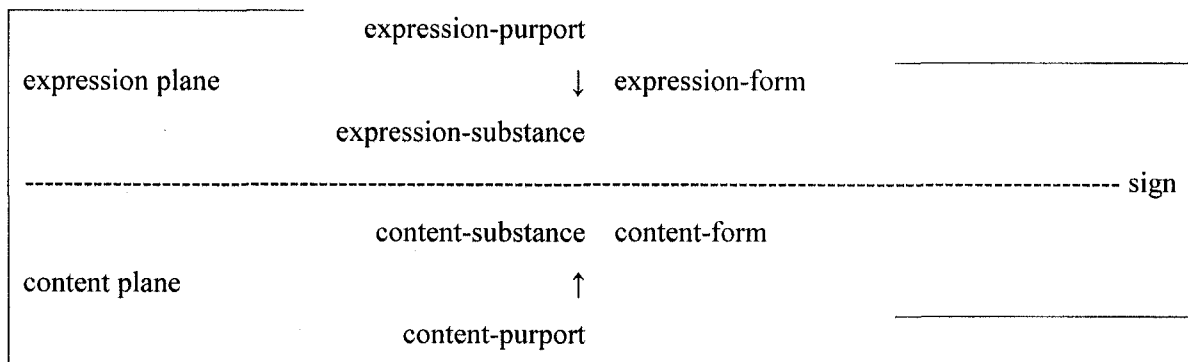 expression-purport
expression plane ↓ expression-form
expression-substance
-------------------------------------------------------------------------------- sign
content-substance content-form
content plane ↑
content-purport